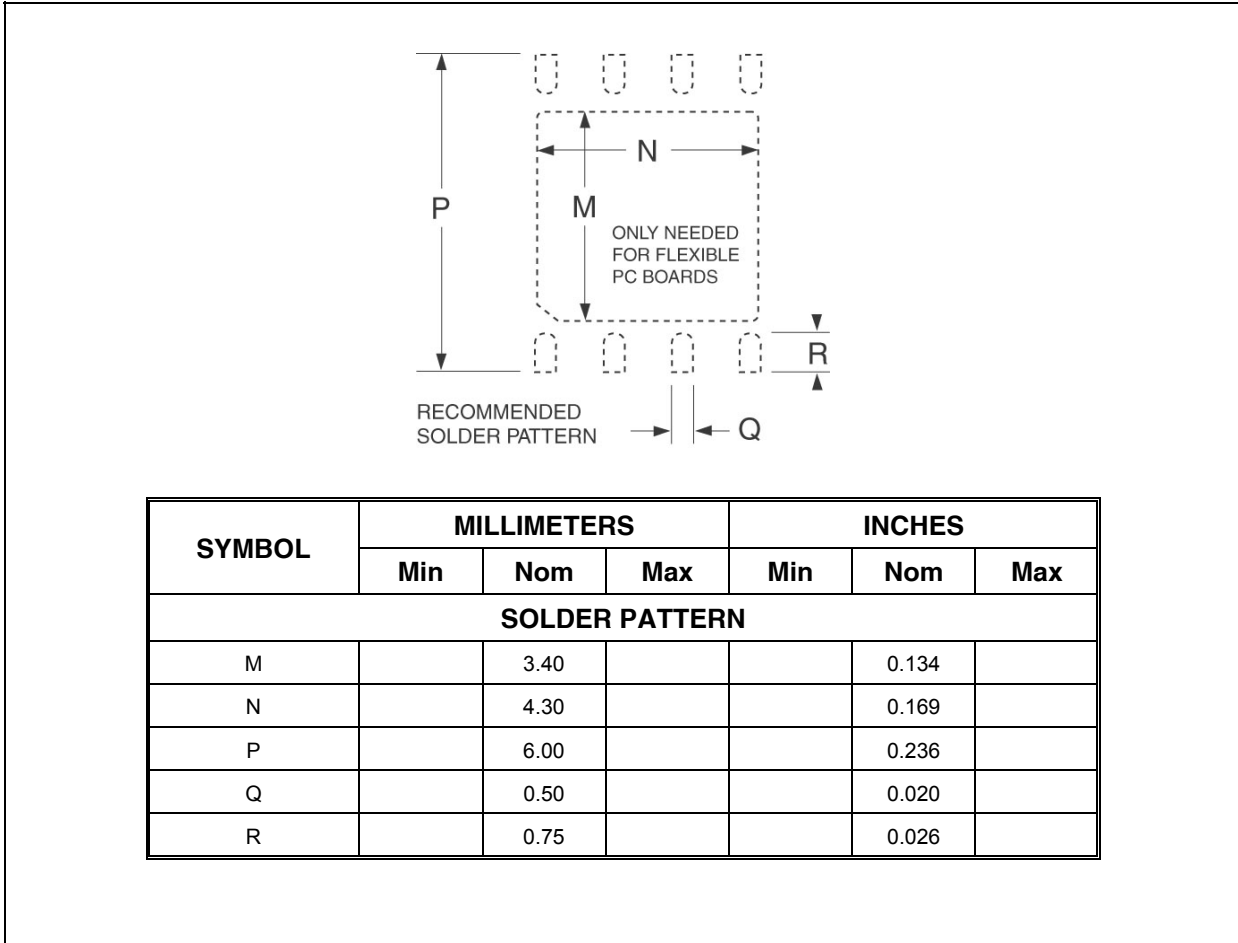 N
P
M
ONLY NEEDED
FOR FLEXIBLE
PC BOARDS
R
RECOMMENDED
SOLDER PATTERN
Q
SYMBOL MILLIMETERS INCHES
Min Nom Max Min Nom Max
SOLDER PATTERN
M 3.40 0.134
N 4.30 0.169
P 6.00 0.236
Q 0.50 0.020
R 0.75 0.026